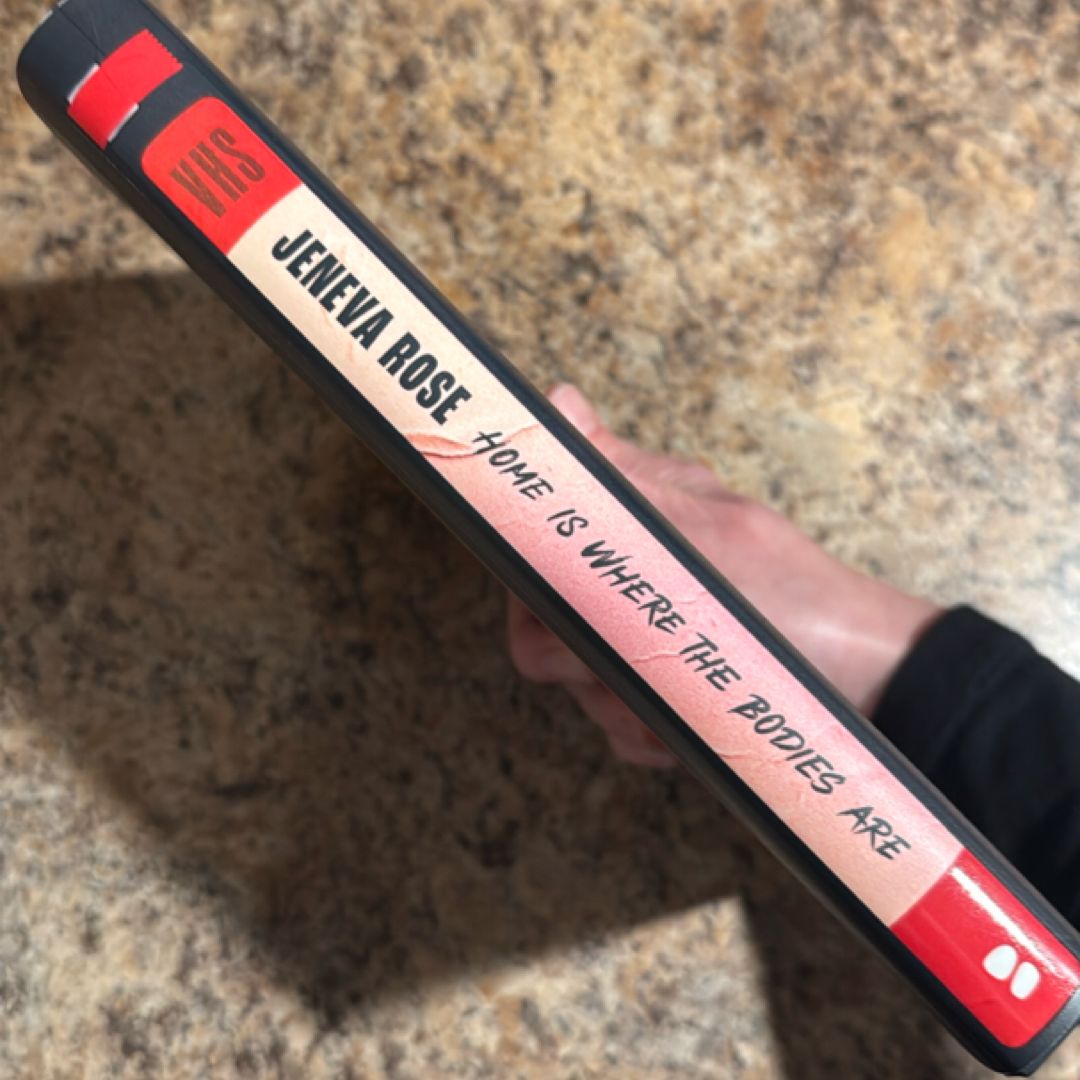 VHS
JENEVA ROSE
HOME IS WHERE THE BODIES ARE